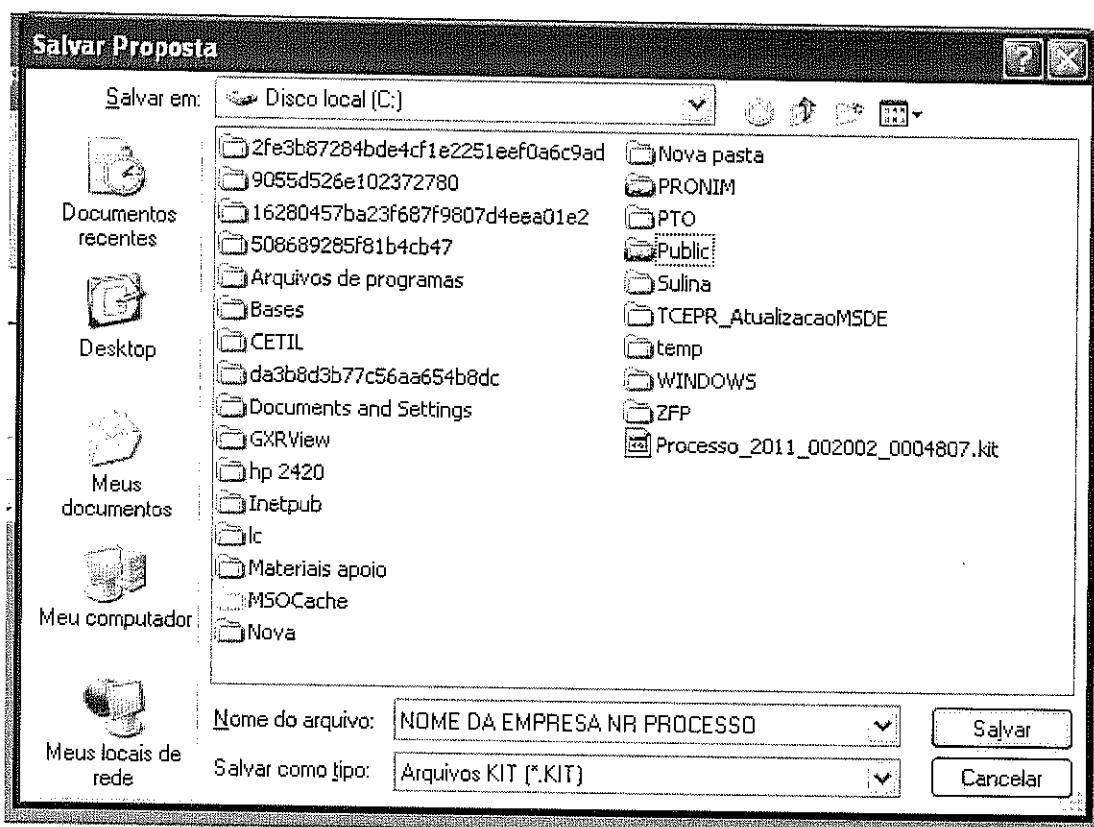 Salvar Proposta
Salvar em:
Disco local (C:)
Documentos
recentes
Desktop
Meus
documentos
Meu computador
Meus locais de
rede
2fe3b87284bde4cf1e2251eef0a6c9ad
9055d526e102372780
16280457ba23f687f9807d4eea01e2
508689285f81b4cb47
Arquivos de programas
Bases
CETIL
da3b8d3b77c56aa654b8dc
Documents and Settings
GXRView
hp 2420
Inetpub
lc
Materiais apoio
MSOCache
Nova
Nova pasta
PRONIM
PTO
Public
Sulina
TCEPR_AtualizacaoMSDE
temp
WINDOWS
ZFP
Processo_2011_002002_0004807.kit
Nome do arquivo:
NOME DA EMPRESA NR PROCESSO
Salvar
Salvar como tipo:
Arquivos KIT (*.KIT)
Cancelar